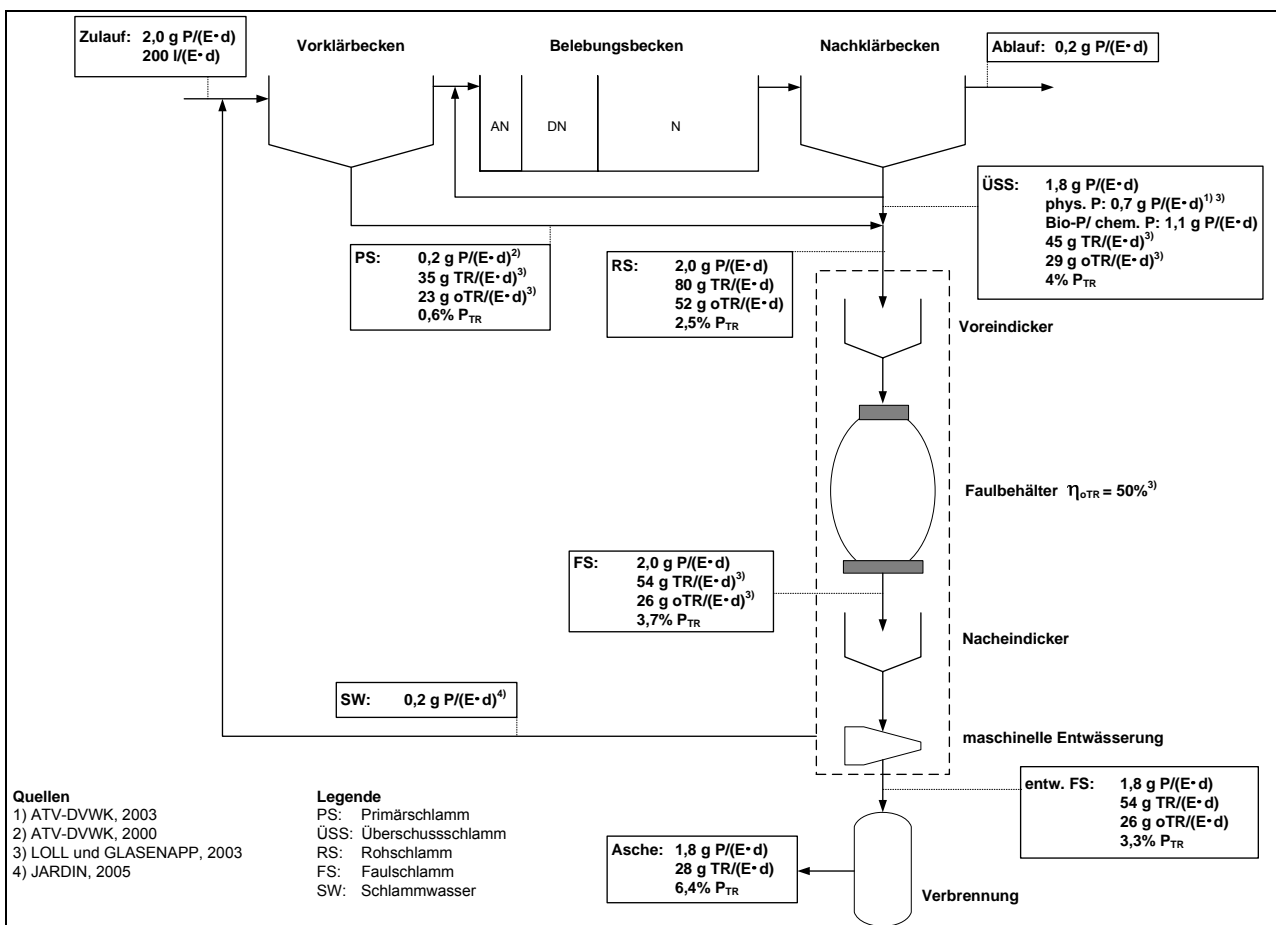 Zulauf: 2,0 g P/(E•d)
200 l/(E•d)
Vorklärbecken
Belebungsbecken
Nachklärbecken
Ablauf: 0,2 g P/(E•d)
AN
DN
N
ÜSS: 1,8 g P/(E•d)
phys. P: 0,7 g P/(E•d)1) 3)
Bio-P/ chem. P: 1,1 g P/(E•d)
45 g TR/(E•d)3)
29 g oTR/(E•d)3)
4% PTR
PS: 0,2 g P/(E•d)2)
35 g TR/(E•d)3)
23 g oTR/(E•d)3)
0,6% PTR
RS: 2,0 g P/(E•d)
80 g TR/(E•d)
52 g oTR/(E•d)
2,5% PTR
Voreindicker
Faulbehälter ηoTR = 50%3)
FS: 2,0 g P/(E•d)
54 g TR/(E•d)3)
26 g oTR/(E•d)3)
3,7% PTR
Nacheindicker
SW: 0,2 g P/(E•d)4)
maschinelle Entwässerung
entw. FS: 1,8 g P/(E•d)
54 g TR/(E•d)
26 g oTR/(E•d)
3,3% PTR
Asche: 1,8 g P/(E•d)
28 g TR/(E•d)
6,4% PTR
Verbrennung
Quellen
1) ATV-DVWK, 2003
2) ATV-DVWK, 2000
3) LOLL und GLASENAPP, 2003
4) JARDIN, 2005
Legende
PS: Primärschlamm
ÜSS: Überschussschlamm
RS: Rohschlamm
FS: Faulschlamm
SW: Schlammwasser